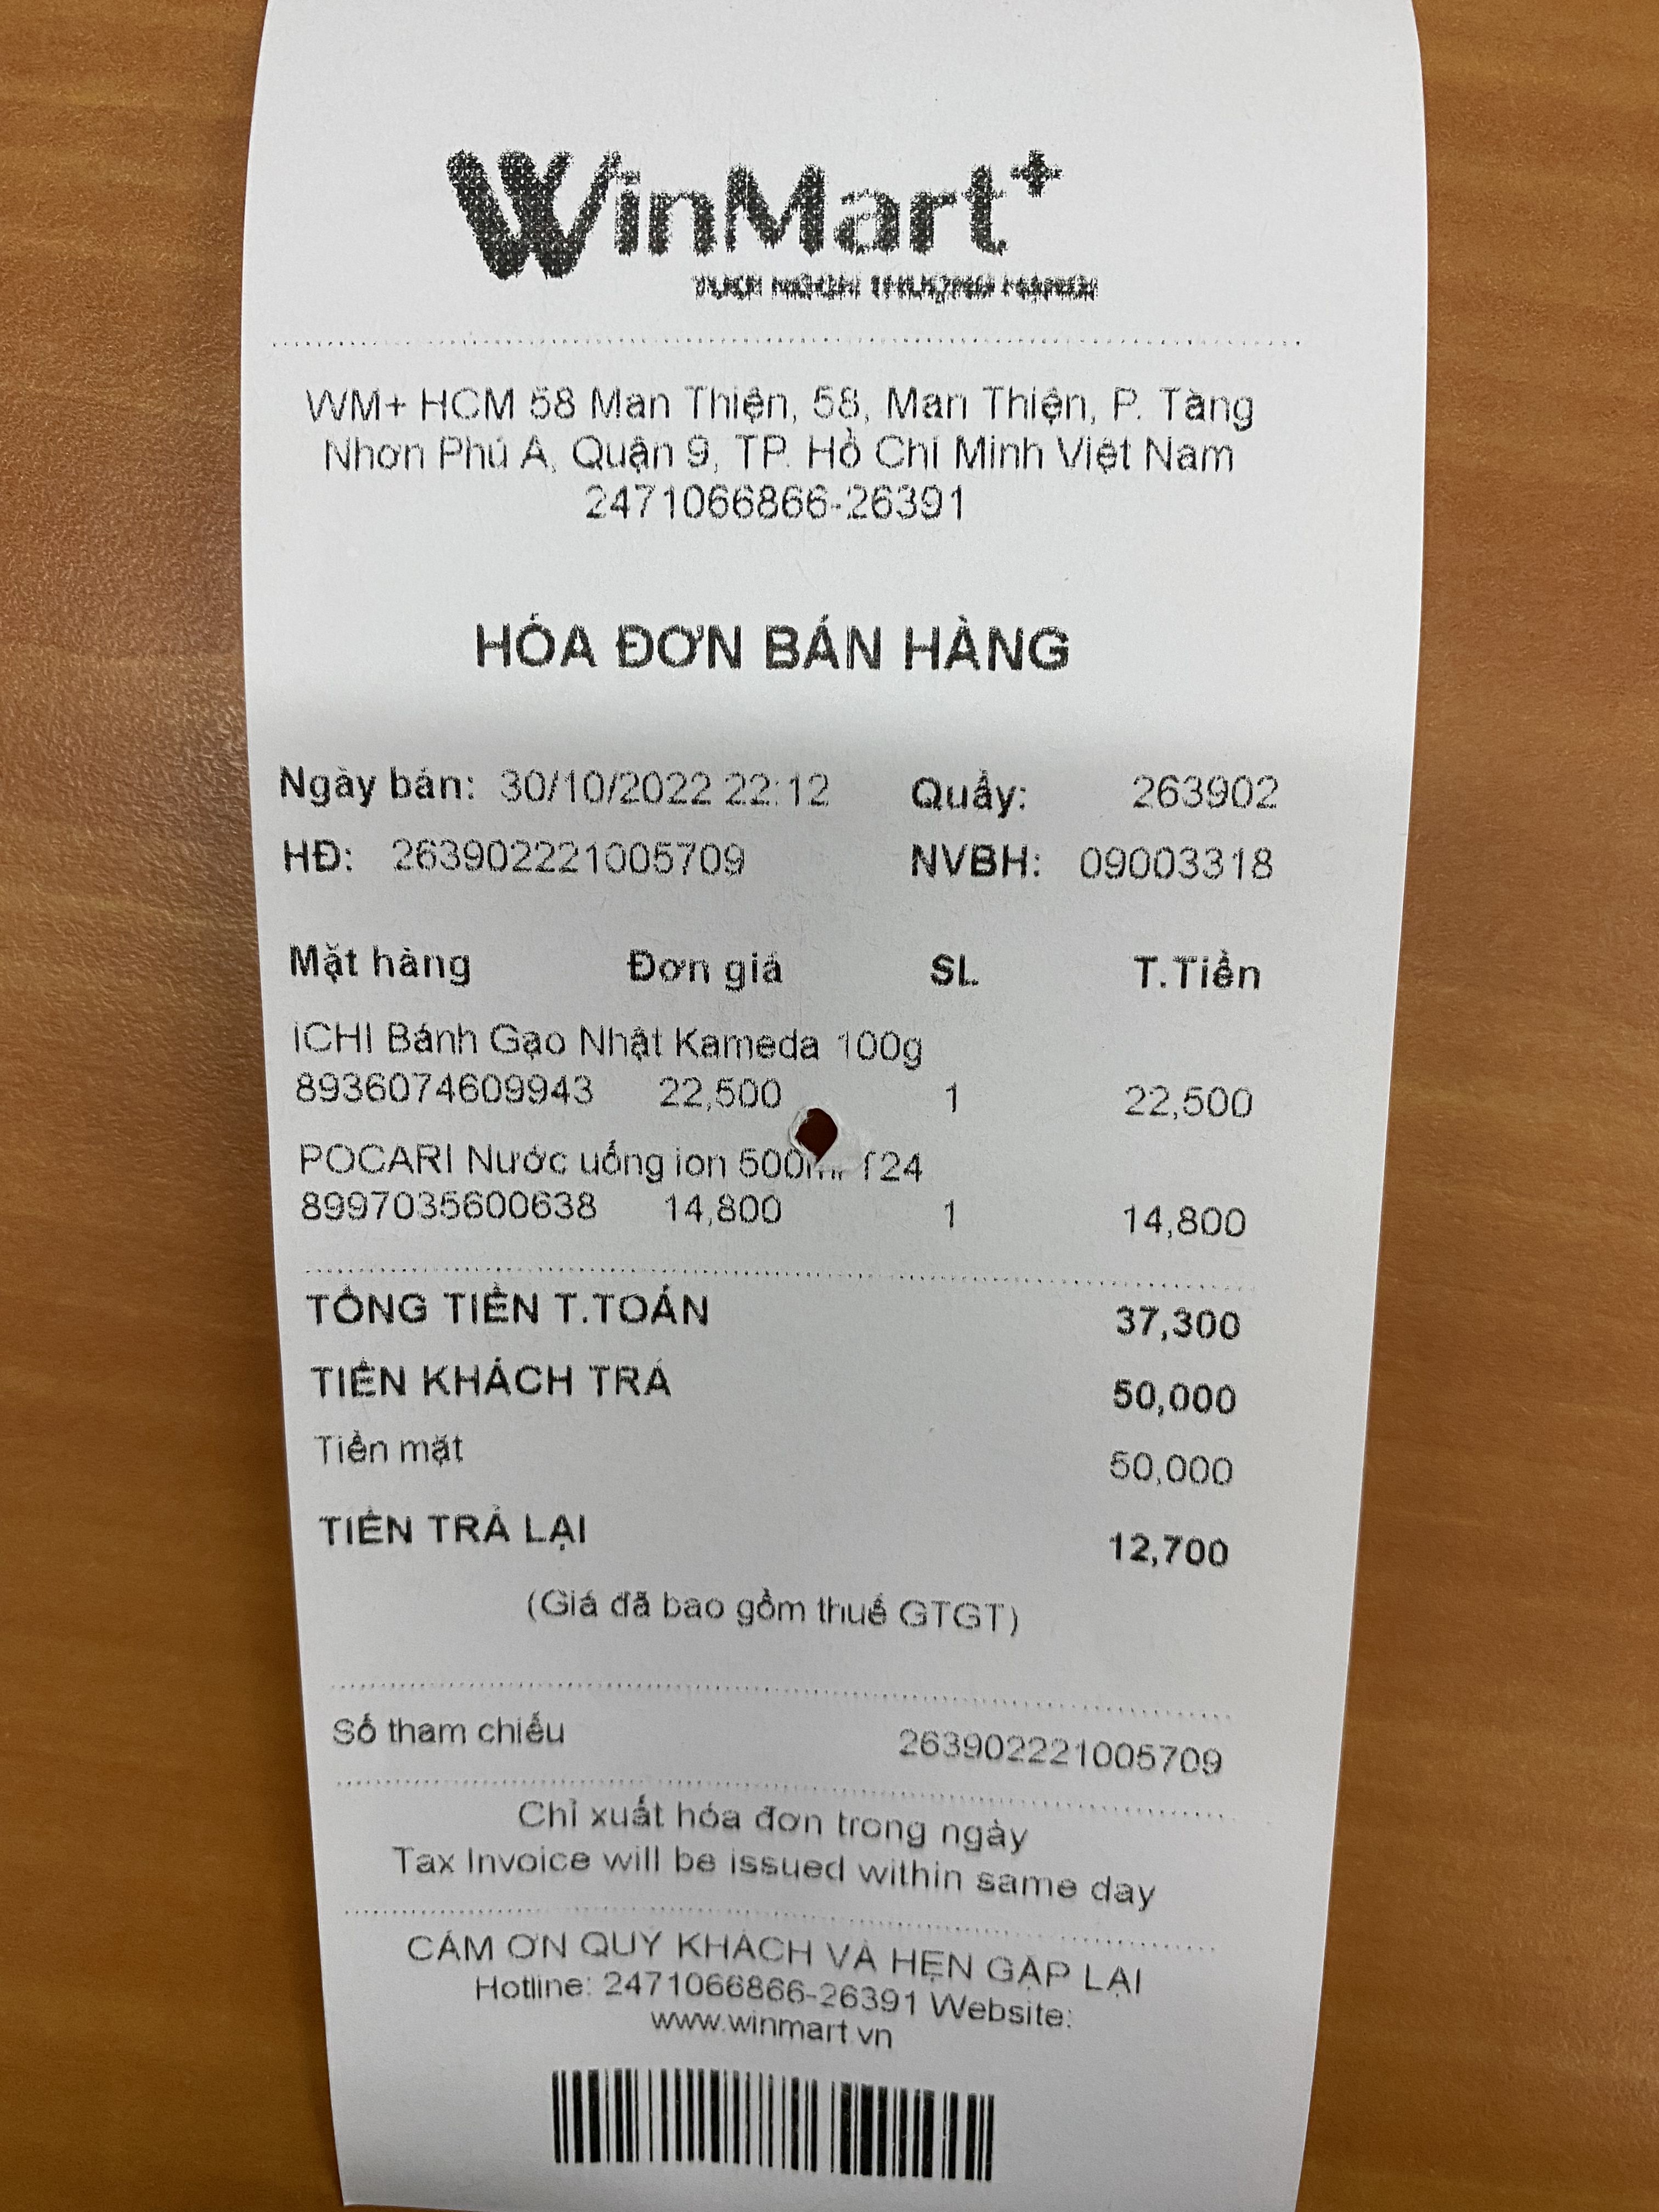 WinMart+
WM+ HCM 58 Man Thiện, 58, Man Thiện, P. Tăng
Nhơn Phú A, Quận 9, TP. Hồ Chí Minh Việt Nam
2471066866-26391
HÓA ĐƠN BÁN HÀNG
Ngày bán: 30/10/2022 22:12 Quầy: 263902
HĐ: 263902221005709 NVBH: 09003318
Mặt hàng Đơn giá SL T.Tiền
iCHI Bánh Gạo Nhật Kameda 100g
8936074609943 22,500 1 22,500
POCARI Nước uống ion 500ml T24
8997035600638 14,800 1 14,800
TỔNG TIỀN T.TOÁN 37,300
TIỀN KHÁCH TRẢ 50,000
Tiền mặt 50,000
TIỀN TRẢ LẠI 12,700
(Giá đã bao gồm thuế GTGT)
Số tham chiếu 263902221005709
Chỉ xuất hóa đơn trong ngày
Tax Invoice will be issued within same day
CẢM ƠN QUÝ KHÁCH VÀ HẸN GẶP LẠI
Hotline: 2471066866-26391 Website:
www.winmart.vn